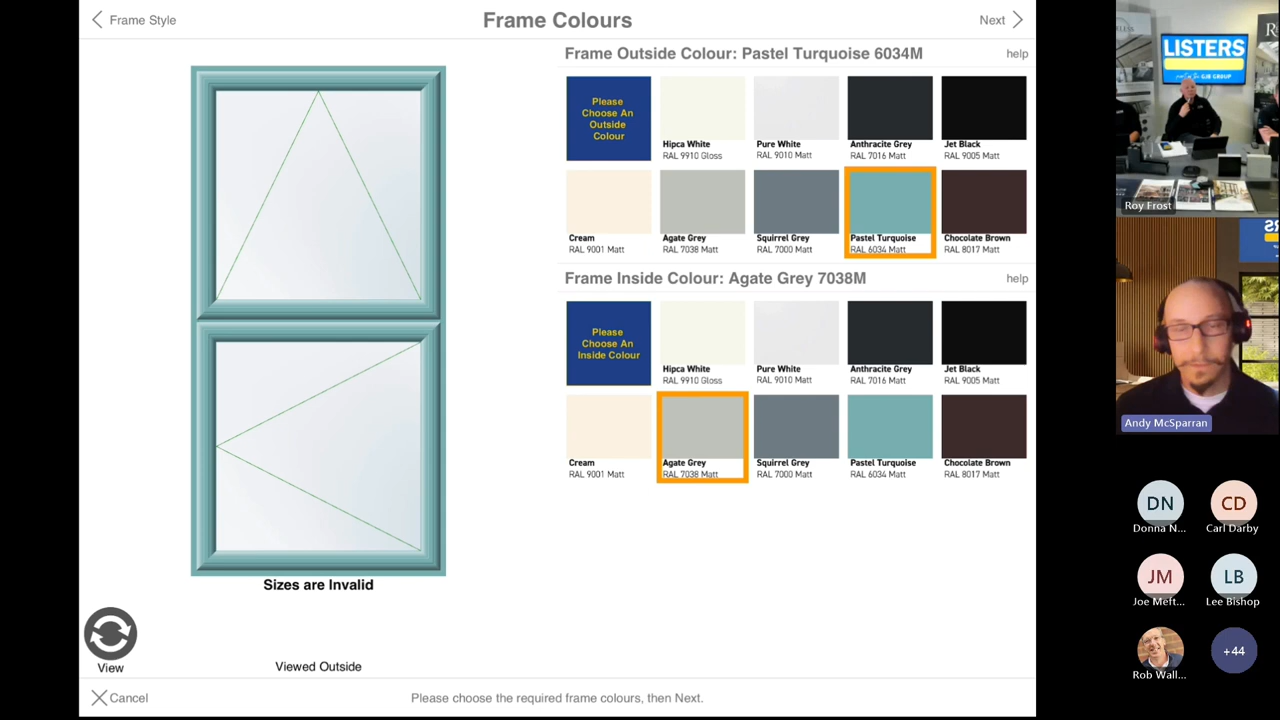 Frame Style
Frame Colours
Next
Frame Outside Colour: Pastel Turquoise 6034M
help
Please
Choose An
Outside
Colour
Hipca White
RAL 9910 Gloss
Pure White
RAL 9010 Matt
Anthracite Grey
RAL 7016 Matt
Jet Black
RAL 9005 Matt
Cream
RAL 9001 Matt
Agate Grey
RAL 7038 Matt
Squirrel Grey
RAL 7000 Matt
Pastel Turquoise
RAL 6034 Matt
Chocolate Brown
RAL 8017 Matt
Frame Inside Colour: Agate Grey 7038M
help
Please
Choose An
Inside Colour
Hipca White
RAL 9910 Gloss
Pure White
RAL 9010 Matt
Anthracite Grey
RAL 7016 Matt
Jet Black
RAL 9005 Matt
Cream
RAL 9001 Matt
Agate Grey
RAL 7038 Matt
Squirrel Grey
RAL 7000 Matt
Pastel Turquoise
RAL 6034 Matt
Chocolate Brown
RAL 8017 Matt
Sizes are Invalid
View
Viewed Outside
Cancel
Please choose the required frame colours, then Next.
LISTERS
Roy Frost
Andy McSparran
DN
Donna N...
CD
Carl Darby
JM
Joe Meft...
LB
Lee Bishop
Rob Wall...
+44